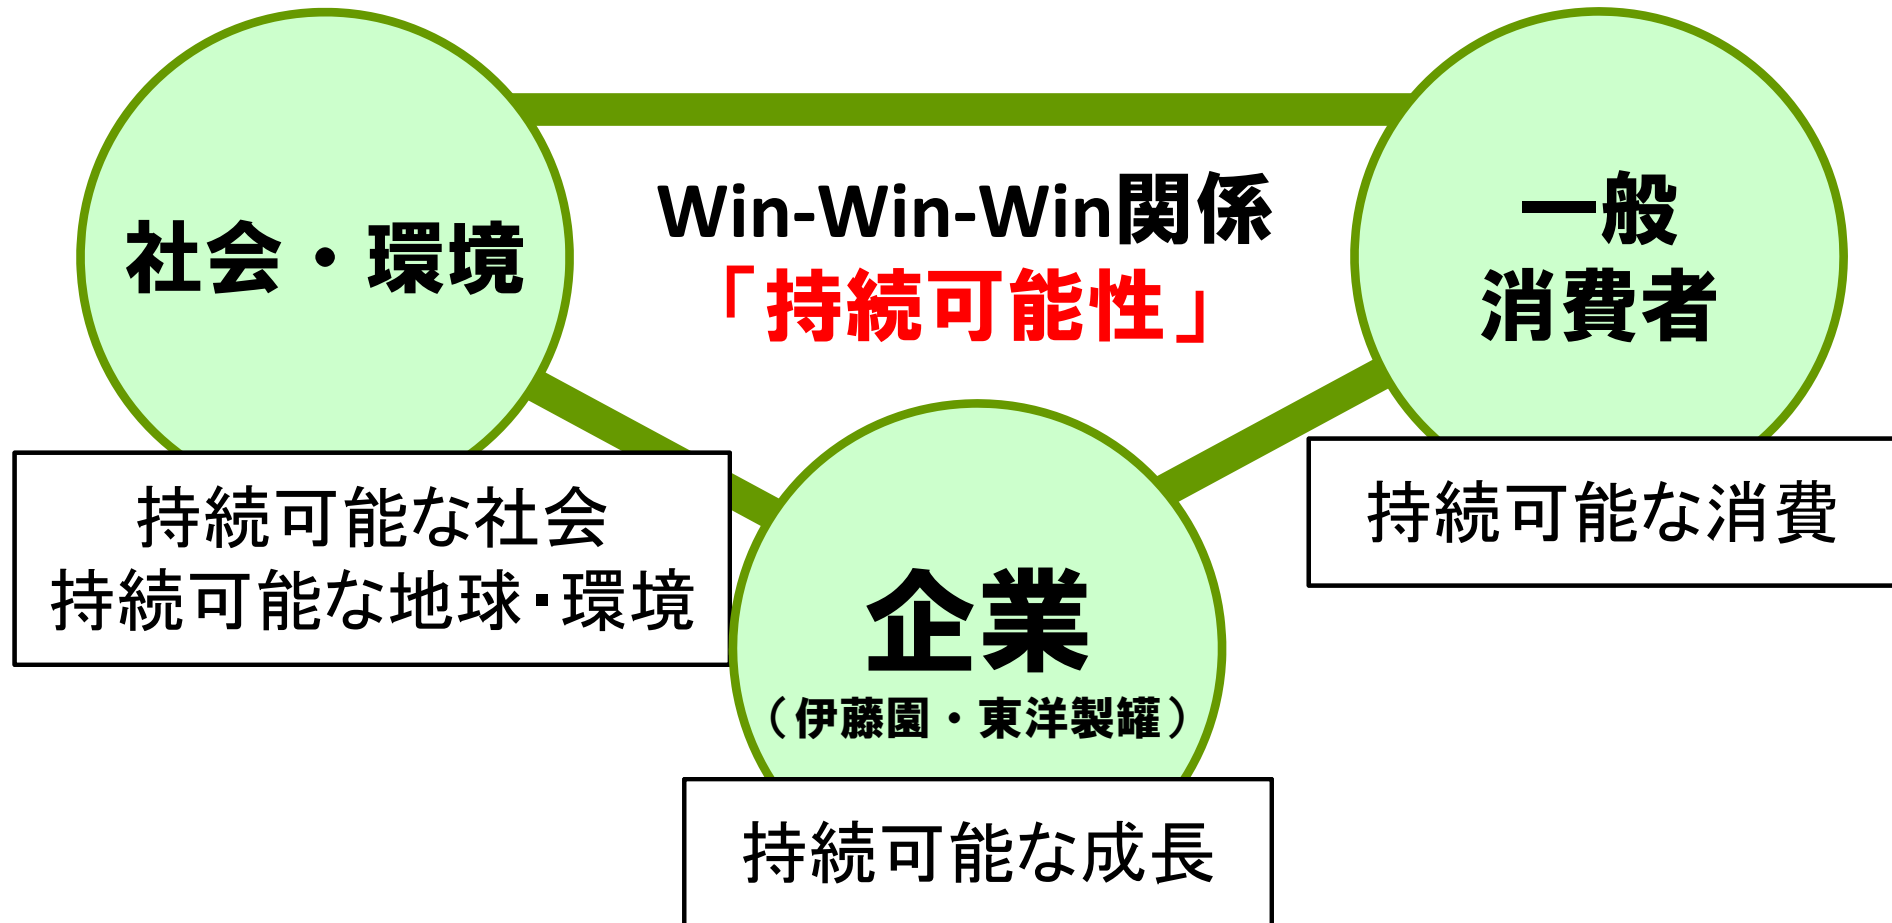 社会・環境
Win-Win-Win関係
「持続可能性」
一般
消費者
持続可能な社会
持続可能な地球・環境
持続可能な消費
企業
（伊藤園・東洋製罐）
持続可能な成長